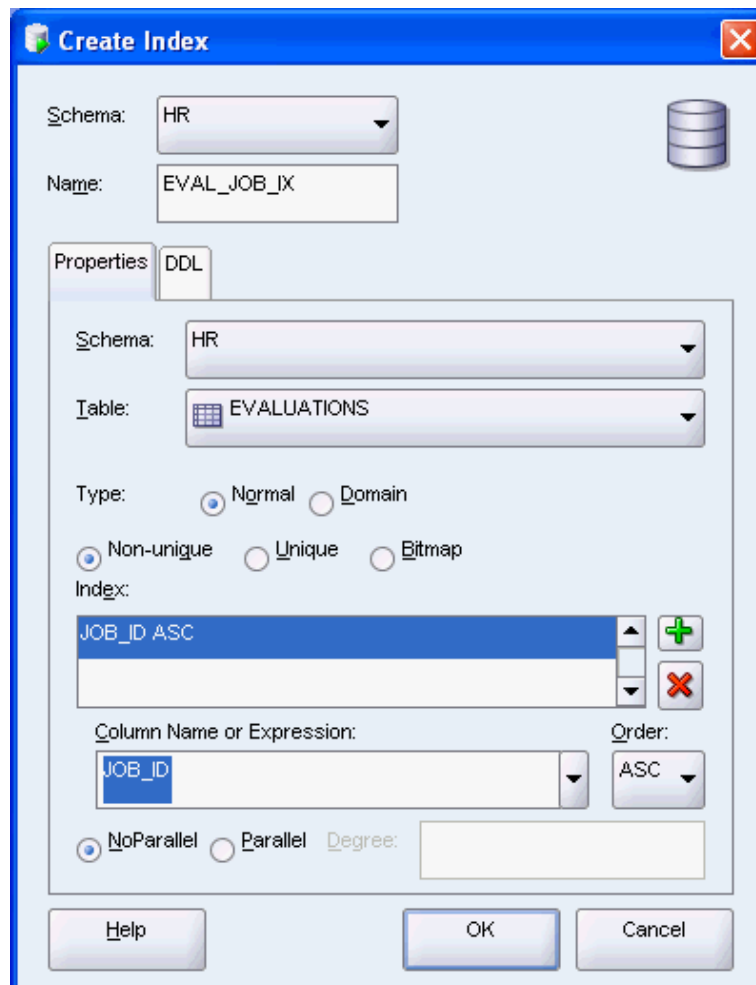 Create Index
Schema: HR
Name: EVAL_JOB_IX
Properties DDL
Schema: HR
Table: EVALUATIONS
Type: Normal Domain
Non-unique Unique Bitmap
Index:
JOB_ID ASC
Column Name or Expression: Order:
JOB_ID ASC
NoParallel Parallel Degree:
Help OK Cancel